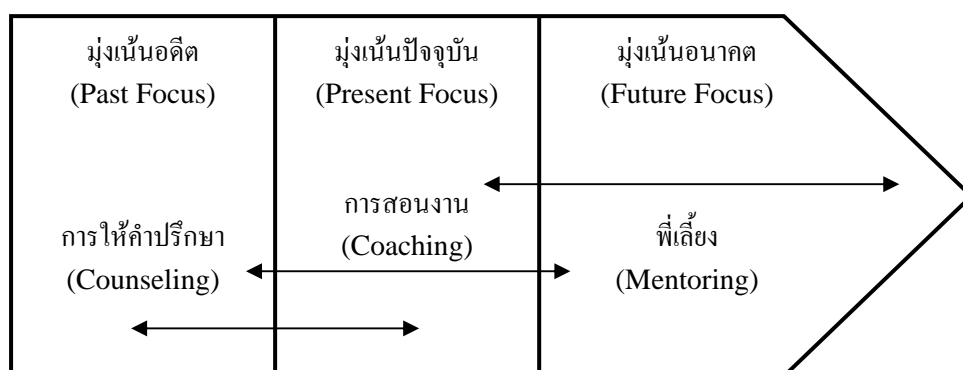 มุ่งเน้นอดีต
(Past Focus)
มุ่งเน้นปัจจุบัน
(Present Focus)
มุ่งเน้นอนาคต
(Future Focus)
การให้คำปรึกษา
(Counseling)
การสอนงาน
(Coaching)
พี่เลี้ยง
(Mentoring)